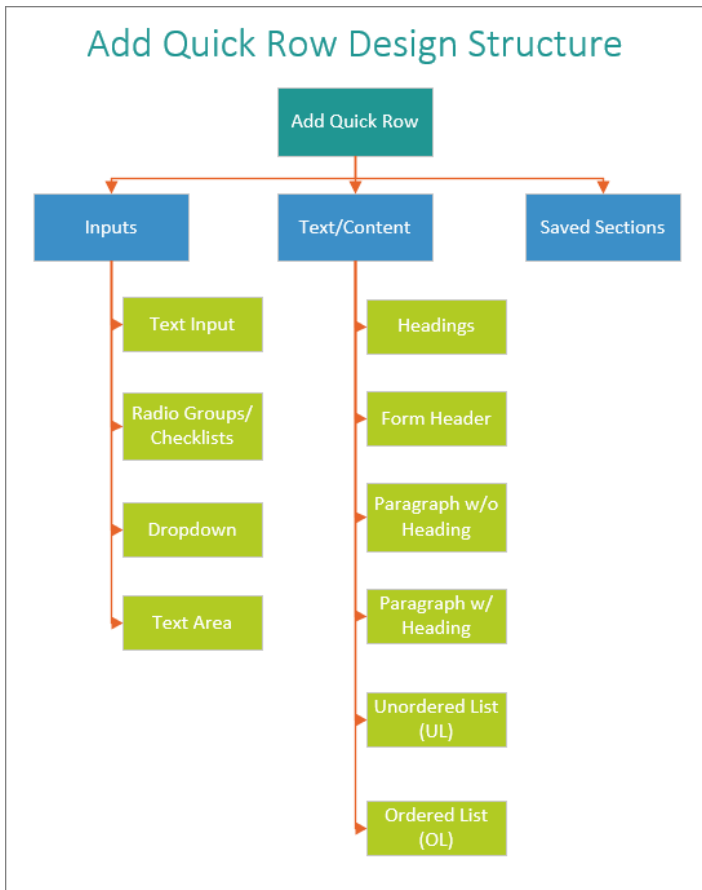 Add Quick Row Design Structure
Add Quick Row
Inputs
Text/Content
Saved Sections
Text Input
Radio Groups/
Checklists
Dropdown
Text Area
Headings
Form Header
Paragraph w/o
Heading
Paragraph w/
Heading
Unordered List
(UL)
Ordered List
(OL)